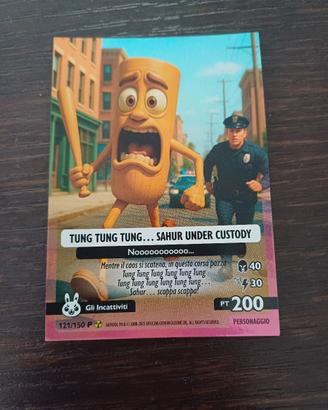 TUNG TUNG TUNG... SAHUR UNDER CUSTODY
Nooooooooooo...
Mentre il caos si scatena, in questa corsa pazza
Tung Tung Tung Tung Tung Tung
Tung Tung Tung Tung Tung Tung...
Sahur... scappa scappa!
40
30
Gli Incattiviti
PT 200
121/150 P
PERSONAGGIO